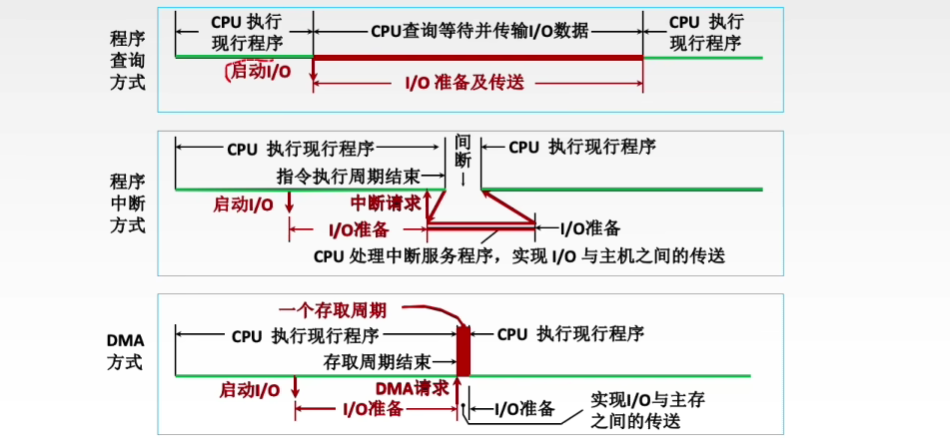 程序
查询
方式
CPU 执行
现行程序
CPU查询等待并传输I/O数据
CPU 执行
现行程序
启动I/O
I/O 准备及传送
程序
中断
方式
CPU 执行现行程序
间
断
CPU 执行现行程序
指令执行周期结束
启动I/O
中断请求
I/O准备
I/O准备
CPU 处理中断服务程序，实现 I/O 与主机之间的传送
DMA
方式
一个存取周期
CPU 执行现行程序
CPU 执行现行程序
存取周期结束
启动I/O
DMA请求
I/O准备
I/O准备
实现I/O与主存
之间的传送